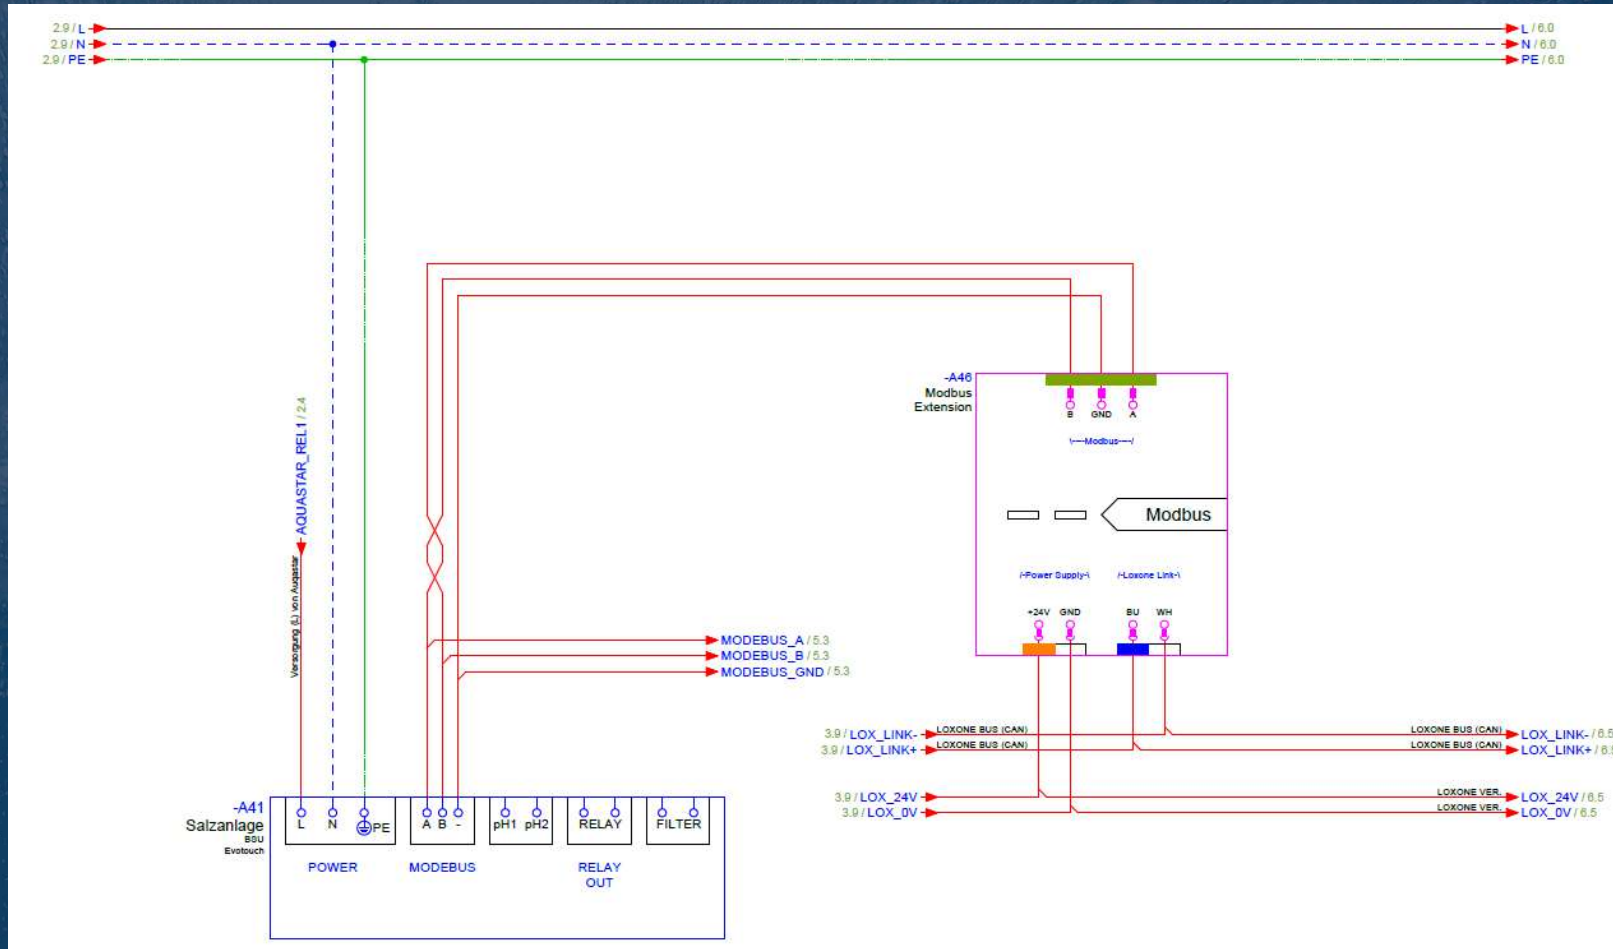 2.9 / L
L / 6.0
2.9 / N
N / 6.0
2.9 / PE
PE / 6.0
-A46
Modbus
Extension
B GND A
\----Modbus----/
AQUASTAR_REL1 / 2.4
Versorgung (L) von Auqastar
Modbus
/-Power Supply-\ /-Loxone Link-\
+24V GND BU WH
MODEBUS_A / 5.3
MODEBUS_B / 5.3
MODEBUS_GND / 5.3
3.9 / LOX_LINK- LOXONE BUS (CAN) LOXONE BUS (CAN) LOX_LINK- / 6.5
3.9 / LOX_LINK+ LOXONE BUS (CAN) LOXONE BUS (CAN) LOX_LINK+ / 6.5
3.9 / LOX_24V LOXONE VER. LOX_24V / 6.5
3.9 / LOX_0V LOXONE VER. LOX_0V / 6.5
-A41
Salzanlage
BSU
Evotouch
L N PE A B - pH1 pH2 RELAY FILTER
POWER MODEBUS RELAY
OUT